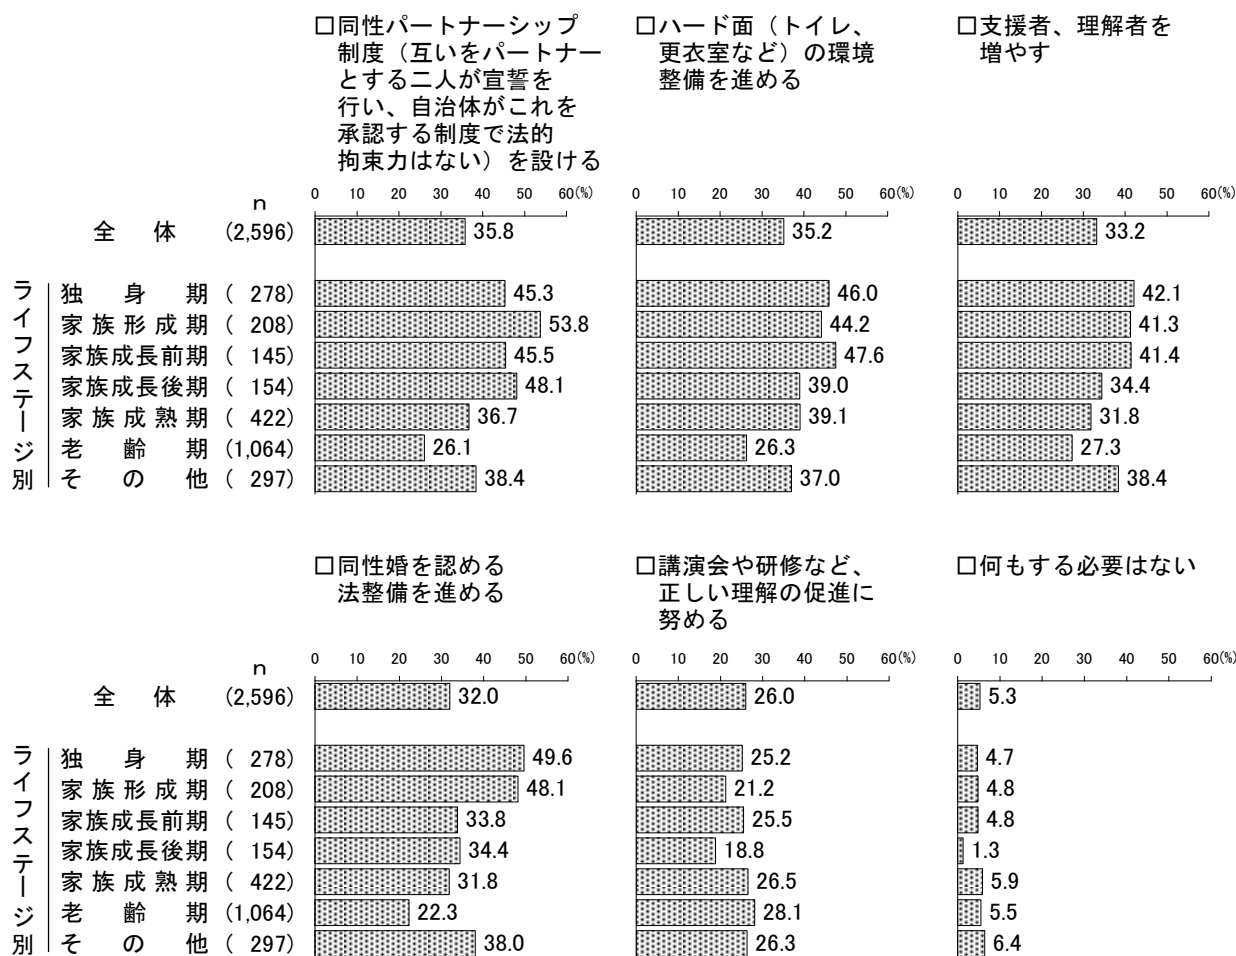 □同性パートナーシップ
制度（互いをパートナー
とする二人が宣誓を
行い、自治体がこれを
承認する制度で法的
拘束力はない）を設ける
□ハード面（トイレ、
更衣室など）の環境
整備を進める
□支援者、理解者を
増やす
n
0 10 20 30 40 50 60(%)
0 10 20 30 40 50 60(%)
0 10 20 30 40 50 60(%)
全体 (2,596) 35.8 35.2 33.2
ライフステージ別
独身期 ( 278) 45.3 46.0 42.1
家族形成期 ( 208) 53.8 44.2 41.3
家族成長前期 ( 145) 45.5 47.6 41.4
家族成長後期 ( 154) 48.1 39.0 34.4
家族成熟期 ( 422) 36.7 39.1 31.8
老齢期 (1,064) 26.1 26.3 27.3
その他 ( 297) 38.4 37.0 38.4
□同性婚を認める
法整備を進める
□講演会や研修など、
正しい理解の促進に
努める
□何もする必要はない
n
0 10 20 30 40 50 60(%)
0 10 20 30 40 50 60(%)
0 10 20 30 40 50 60(%)
全体 (2,596) 32.0 26.0 5.3
ライフステージ別
独身期 ( 278) 49.6 25.2 4.7
家族形成期 ( 208) 48.1 21.2 4.8
家族成長前期 ( 145) 33.8 25.5 4.8
家族成長後期 ( 154) 34.4 18.8 1.3
家族成熟期 ( 422) 31.8 26.5 5.9
老齢期 (1,064) 22.3 28.1 5.5
その他 ( 297) 38.0 26.3 6.4